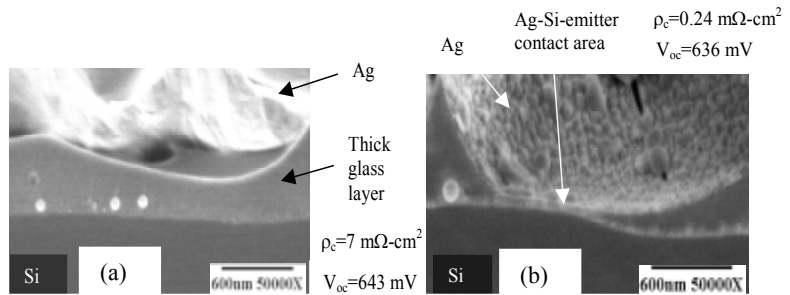 Ag
Thick
glass
layer
ρc=7 mΩ-cm²
Voc=643 mV
Si
(a)
600nm 50000X
Ag-Si-emitter
contact area
Ag
ρc=0.24 mΩ-cm²
Voc=636 mV
Si
(b)
600nm 50000X